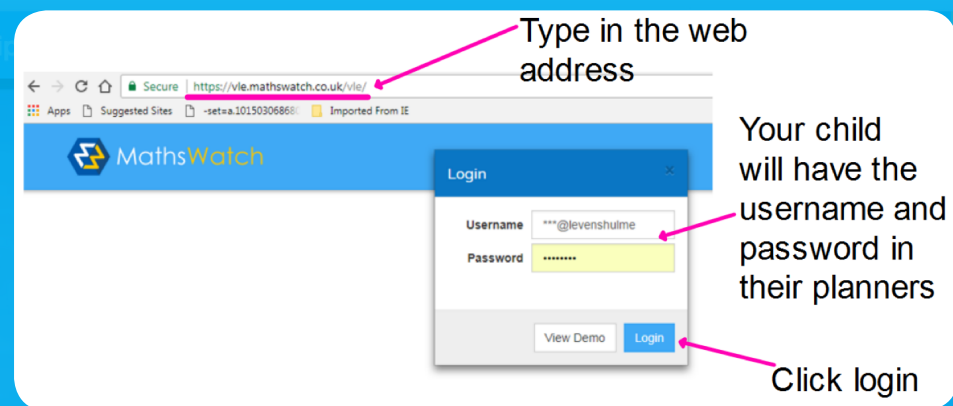 Type in the web
address
Secure | https://vle.mathswatch.co.uk/vle/
Apps Suggested Sites -set=a.10150306868 Imported From IE
MathsWatch
Login ×
Username ***@levenshulme
Password ••••••••
View Demo Login
Your child
will have the
username and
password in
their planners
Click login